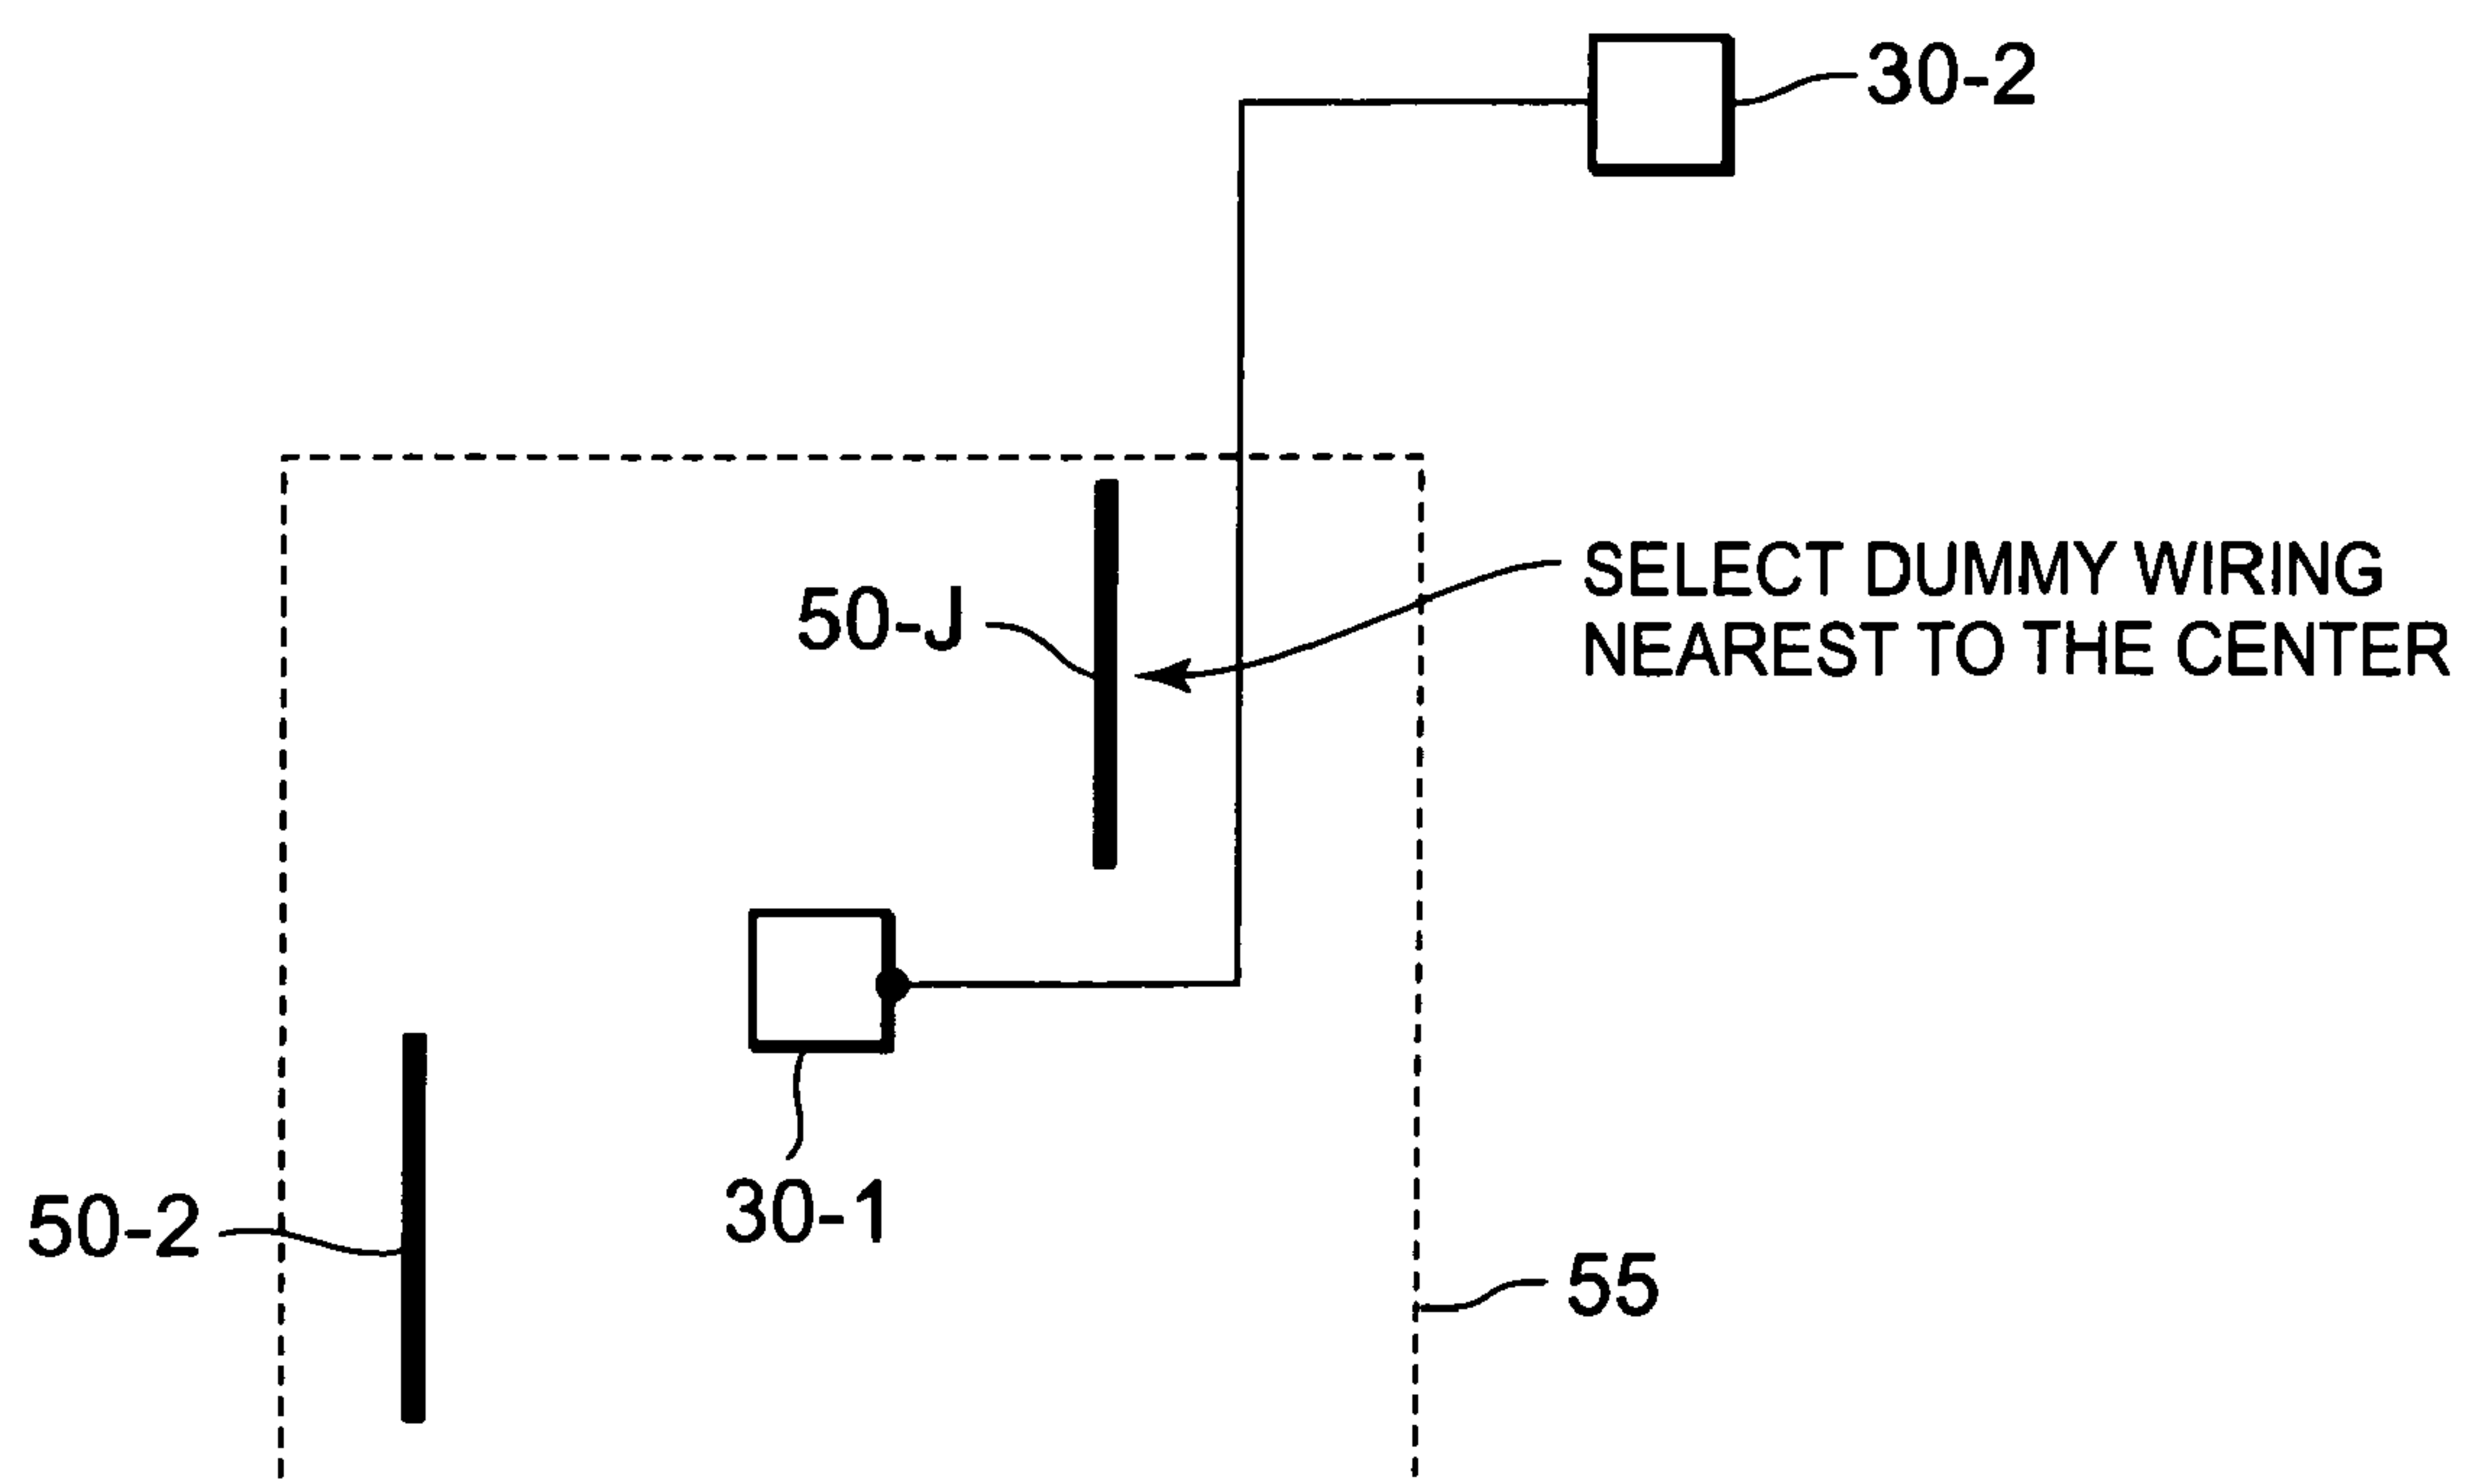 30-2
SELECT DUMMY WIRING
NEAREST TO THE CENTER
50-J
30-1
50-2
55